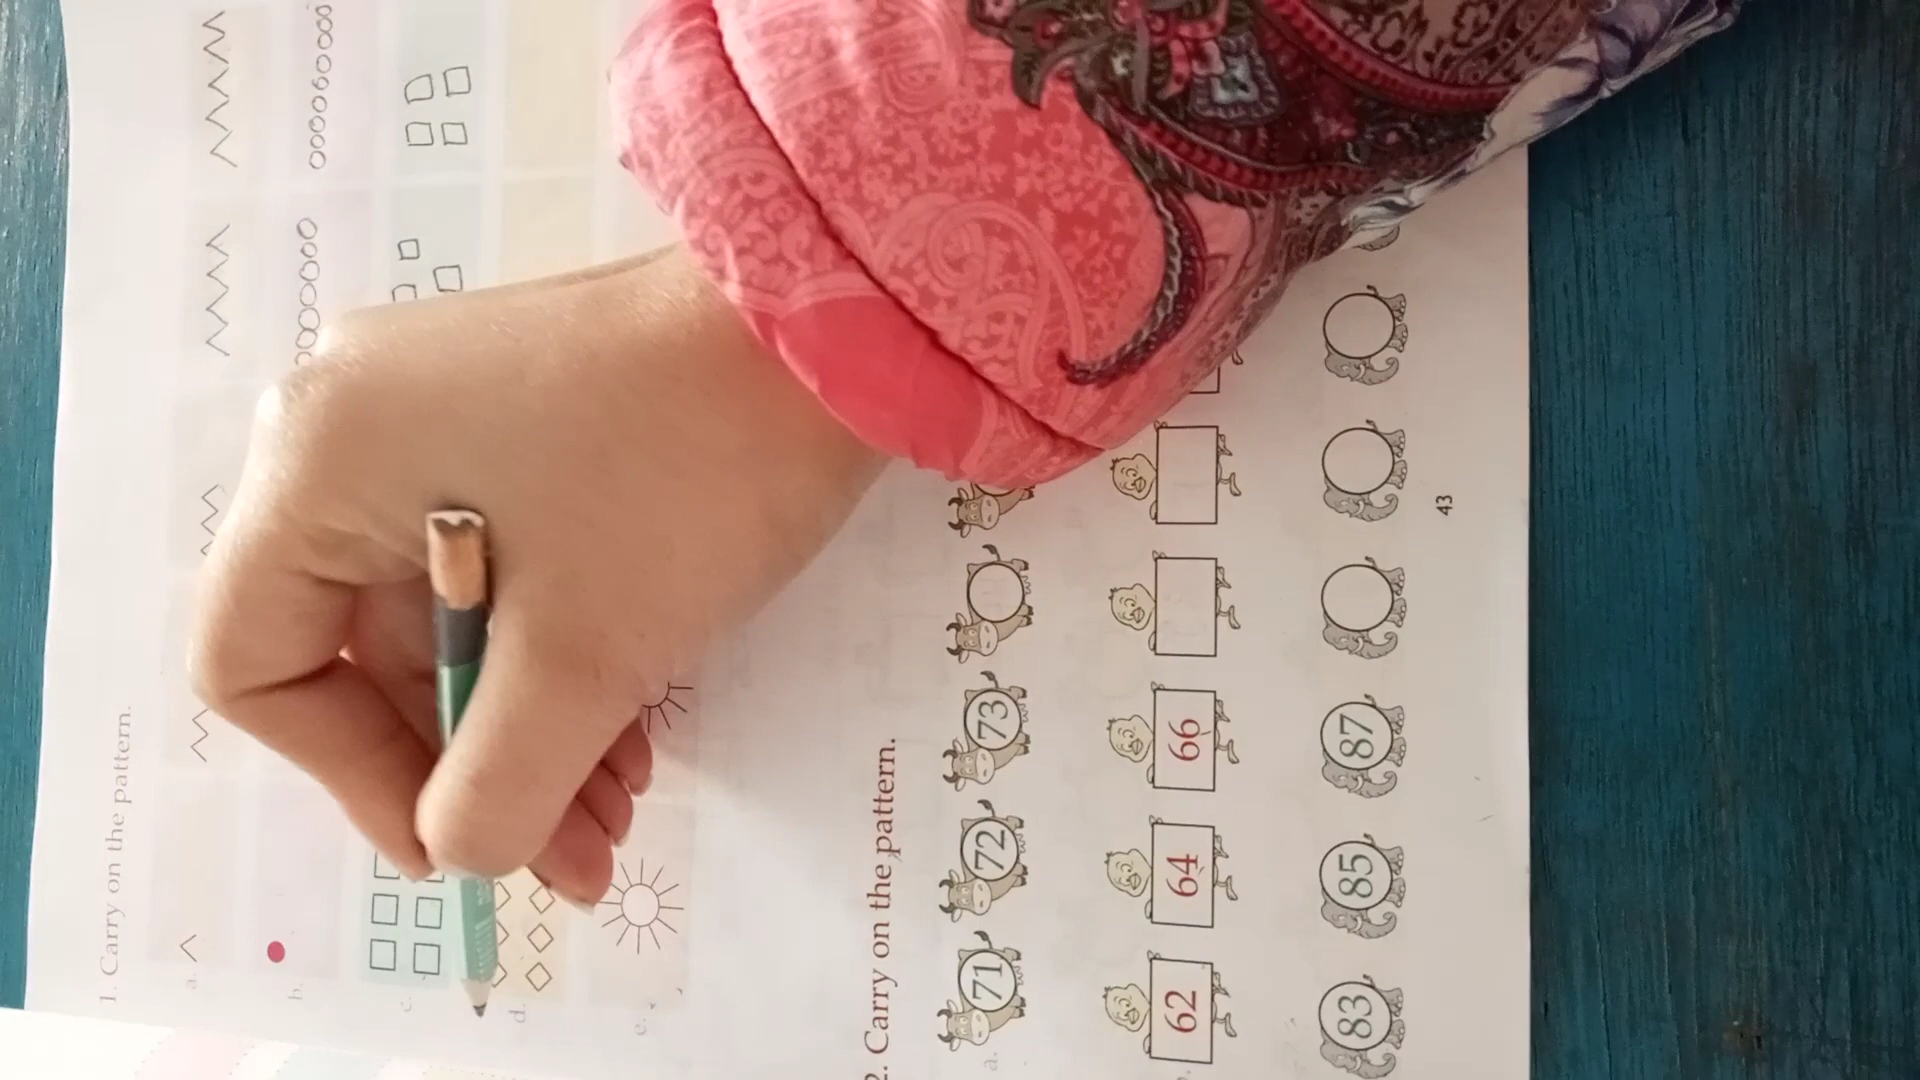 1. Carry on the pattern.
a.
b.
c.
d.
e.
2. Carry on the pattern.
a. 71 72 73
62 64 66
83 85 87
43